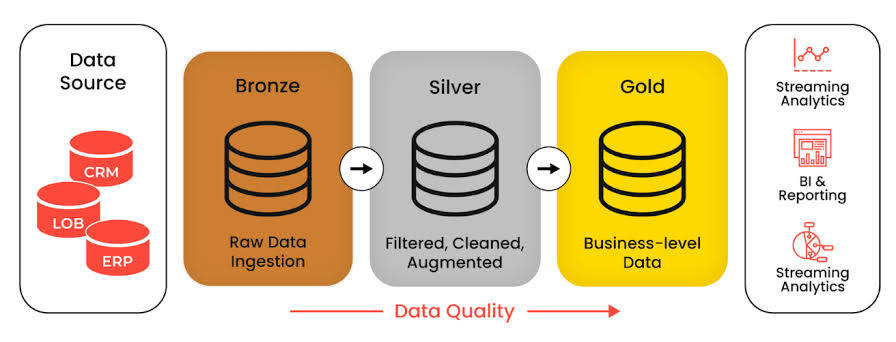 Data
Source
CRM
LOB
ERP
Bronze
Raw Data
Ingestion
Silver
Filtered, Cleaned,
Augmented
Gold
Business-level
Data
Data Quality
Streaming
Analytics
BI &
Reporting
Streaming
Analytics